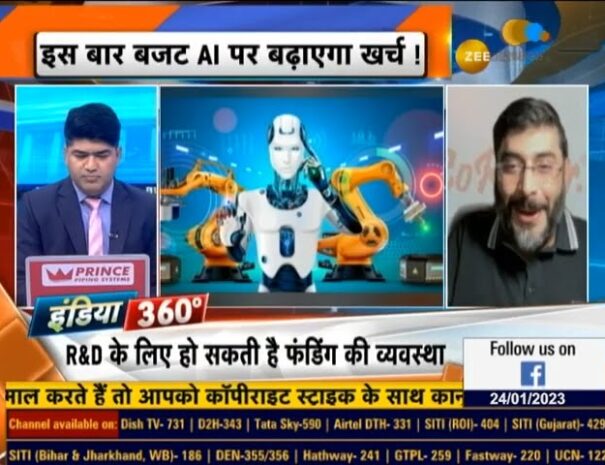 इस बार बजट AI पर बढ़ाएगा खर्च !
ZEE
PRINCE
PIPING SYSTEMS
इंडिया 360°
R&D के लिए हो सकती है फंडिंग की व्यवस्था
Follow us on
माल करते हैं तो आपको कॉपीराइट स्टाइक के साथ कान
24/01/2023
Channel available on: Dish TV- 731 | D2H-343 | Tata Sky-590 | Airtel DTH- 331 | SITI (ROI)- 404 | SITI (Gujarat)- 429
SITI (Bihar & Jharkhand, WB)- 186 | DEN-355/356 | Hathway- 241 | GTPL- 259 | Fastway- 220 | UCN- 122